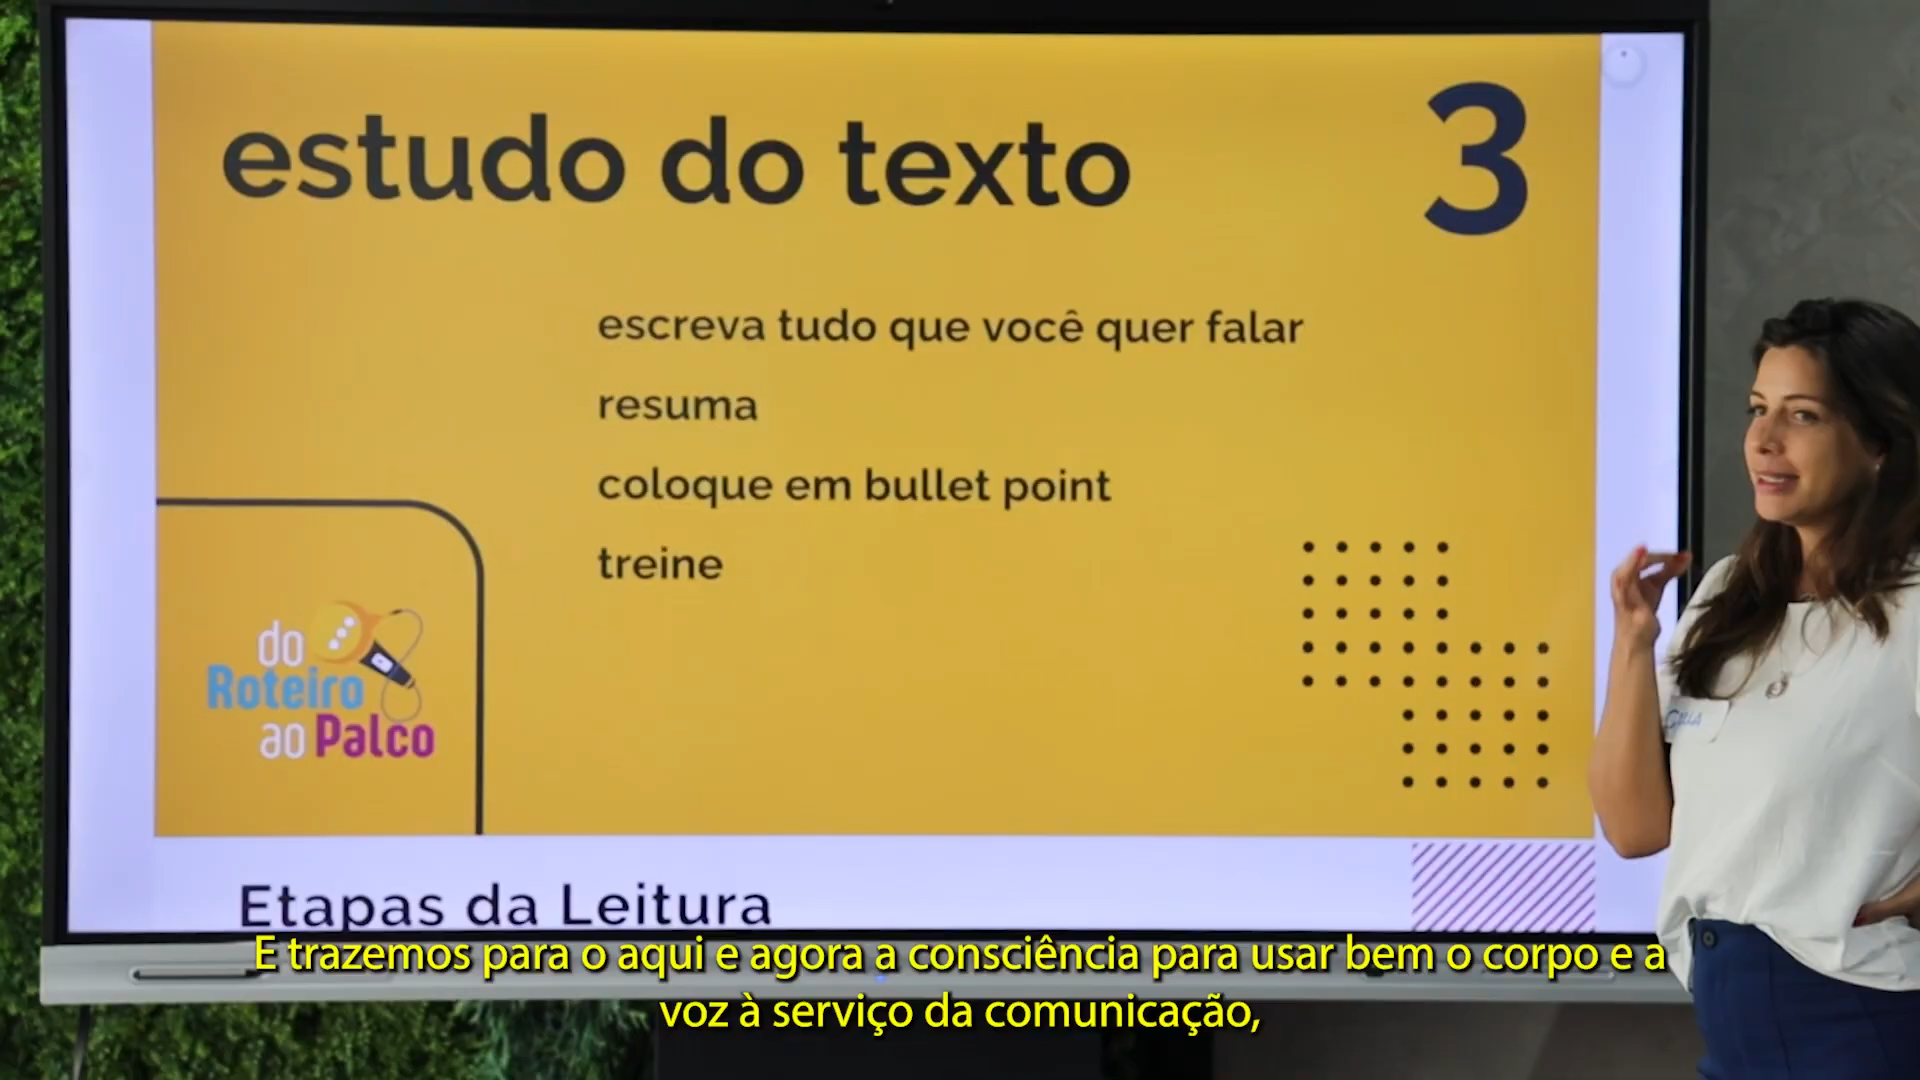 estudo do texto
3
escreva tudo que você quer falar
resuma
coloque em bullet point
treine
do
Roteiro
ao Palco
Etapas da Leitura
E trazemos para o aqui e agora a consciência para usar bem o corpo e a
voz à serviço da comunicação,